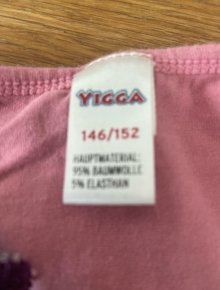 YIGGA
146/152
HAUPTMATERIAL:
95% BAUMWOLLE
5% ELASTHAN